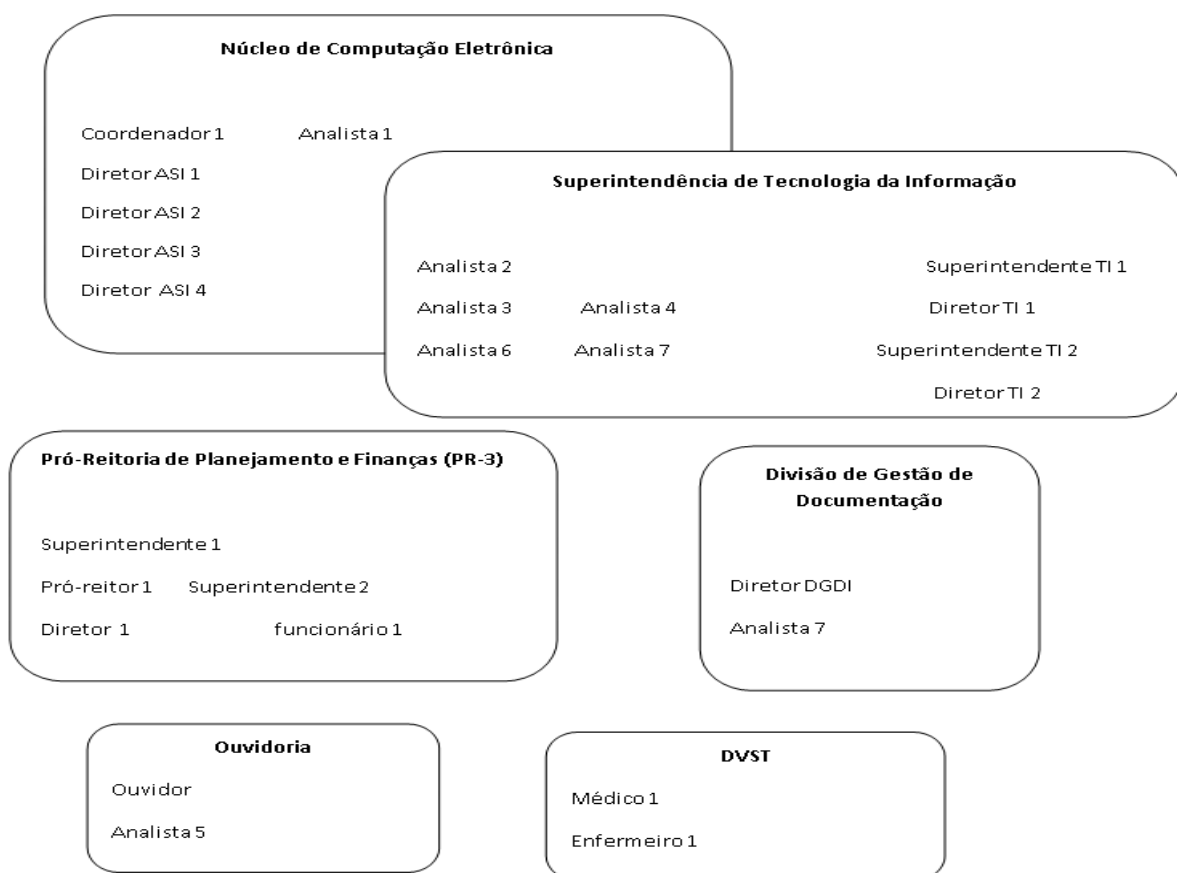 Núcleo de Computação Eletrônica
Coordenador 1 Analista 1
Diretor ASI 1
Diretor ASI 2
Diretor ASI 3
Diretor ASI 4
Superintendência de Tecnologia da Informação
Analista 2 Superintendente TI 1
Analista 3 Analista 4 Diretor TI 1
Analista 6 Analista 7 Superintendente TI 2
Diretor TI 2
Pró-Reitoria de Planejamento e Finanças (PR-3)
Superintendente 1
Pró-reitor 1 Superintendente 2
Diretor 1 funcionário 1
Divisão de Gestão de
Documentação
Diretor DGDI
Analista 7
Ouvidoria
Ouvidor
Analista 5
DVST
Médico 1
Enfermeiro 1